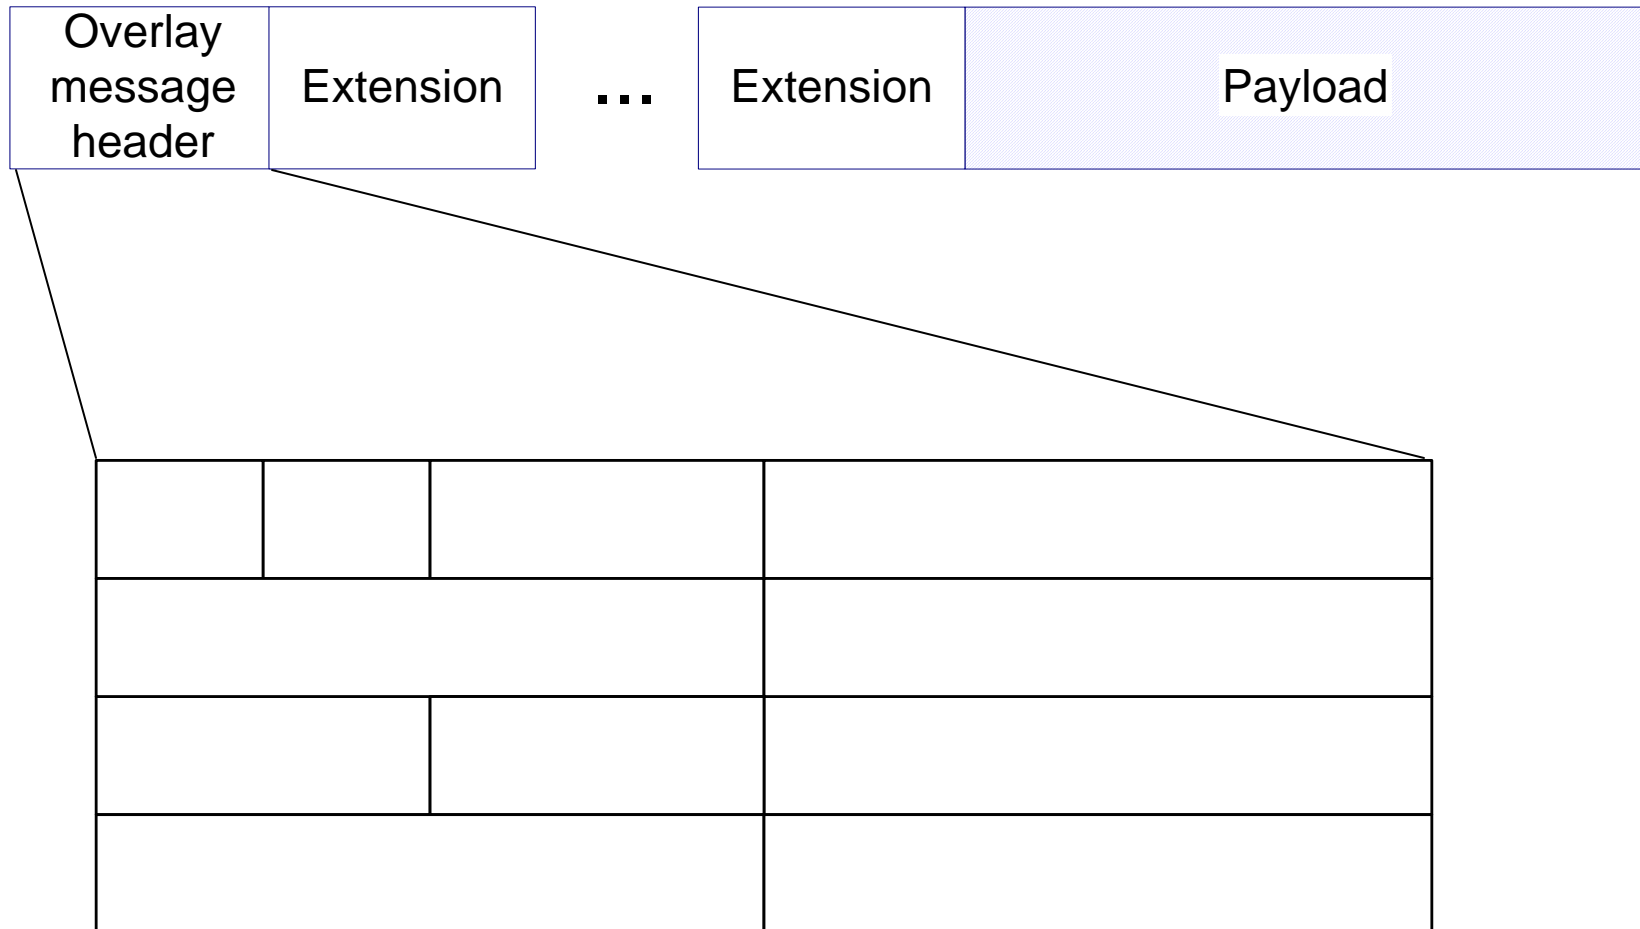 Overlay
message
header
Extension
...
Extension
Payload